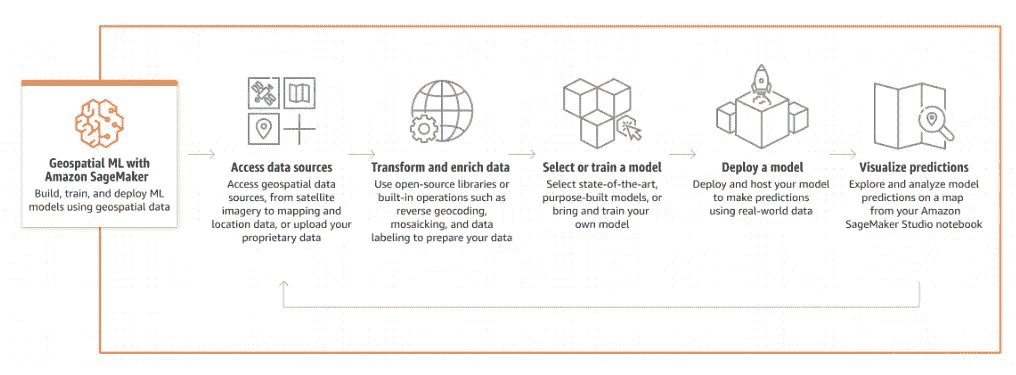 Geospatial ML with
Amazon SageMaker
Build, train, and deploy ML
models using geospatial data
Access data sources
Access geospatial data
sources, from satellite
imagery to mapping and
location data, or upload your
proprietary data
Transform and enrich data
Use open-source libraries or
built-in operations such as
reverse geocoding,
mosaicking, and data
labeling to prepare your data
Select or train a model
Select state-of-the-art,
purpose-built models, or
bring and train your
own model
Deploy a model
Deploy and host your model
to make predictions
using real-world data
Visualize predictions
Explore and analyze model
predictions on a map
from your Amazon
SageMaker Studio notebook